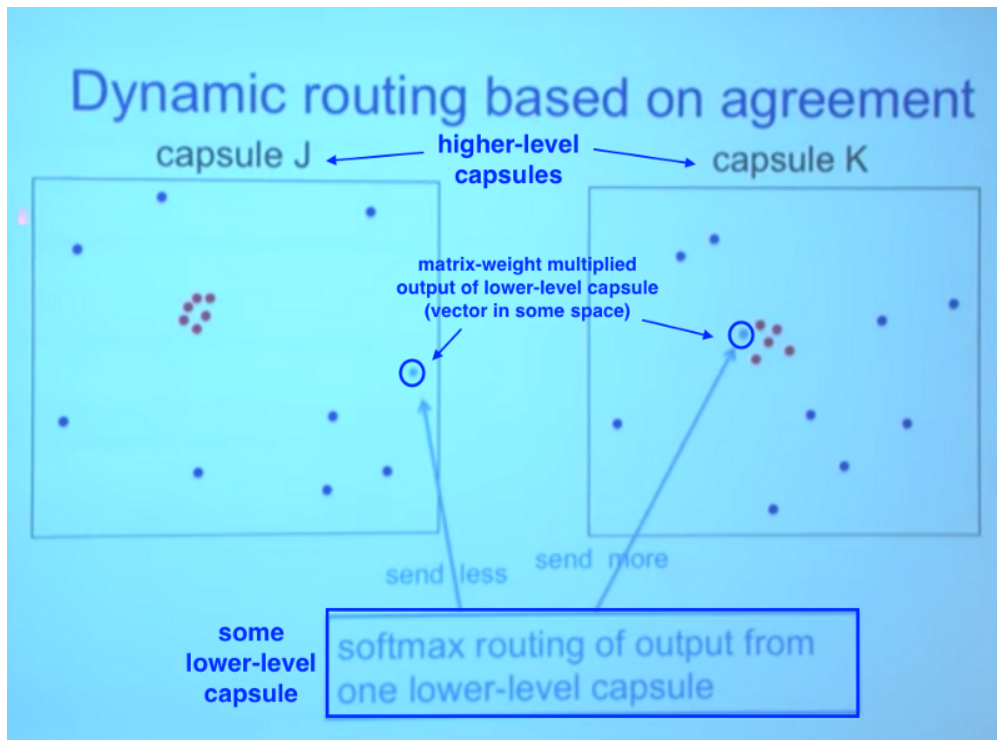 Dynamic routing based on agreement
capsule J
higher-level
capsules
capsule K
matrix-weight multiplied
output of lower-level capsule
(vector in some space)
send less
send more
some
lower-level
capsule
softmax routing of output from
one lower-level capsule